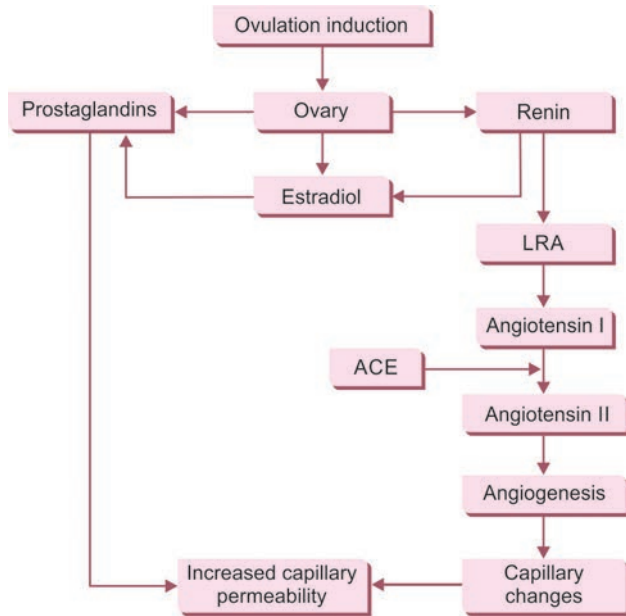 Ovulation induction
Prostaglandins
Ovary
Renin
Estradiol
LRA
Angiotensin I
ACE
Angiotensin II
Angiogenesis
Increased capillary
permeability
Capillary
changes